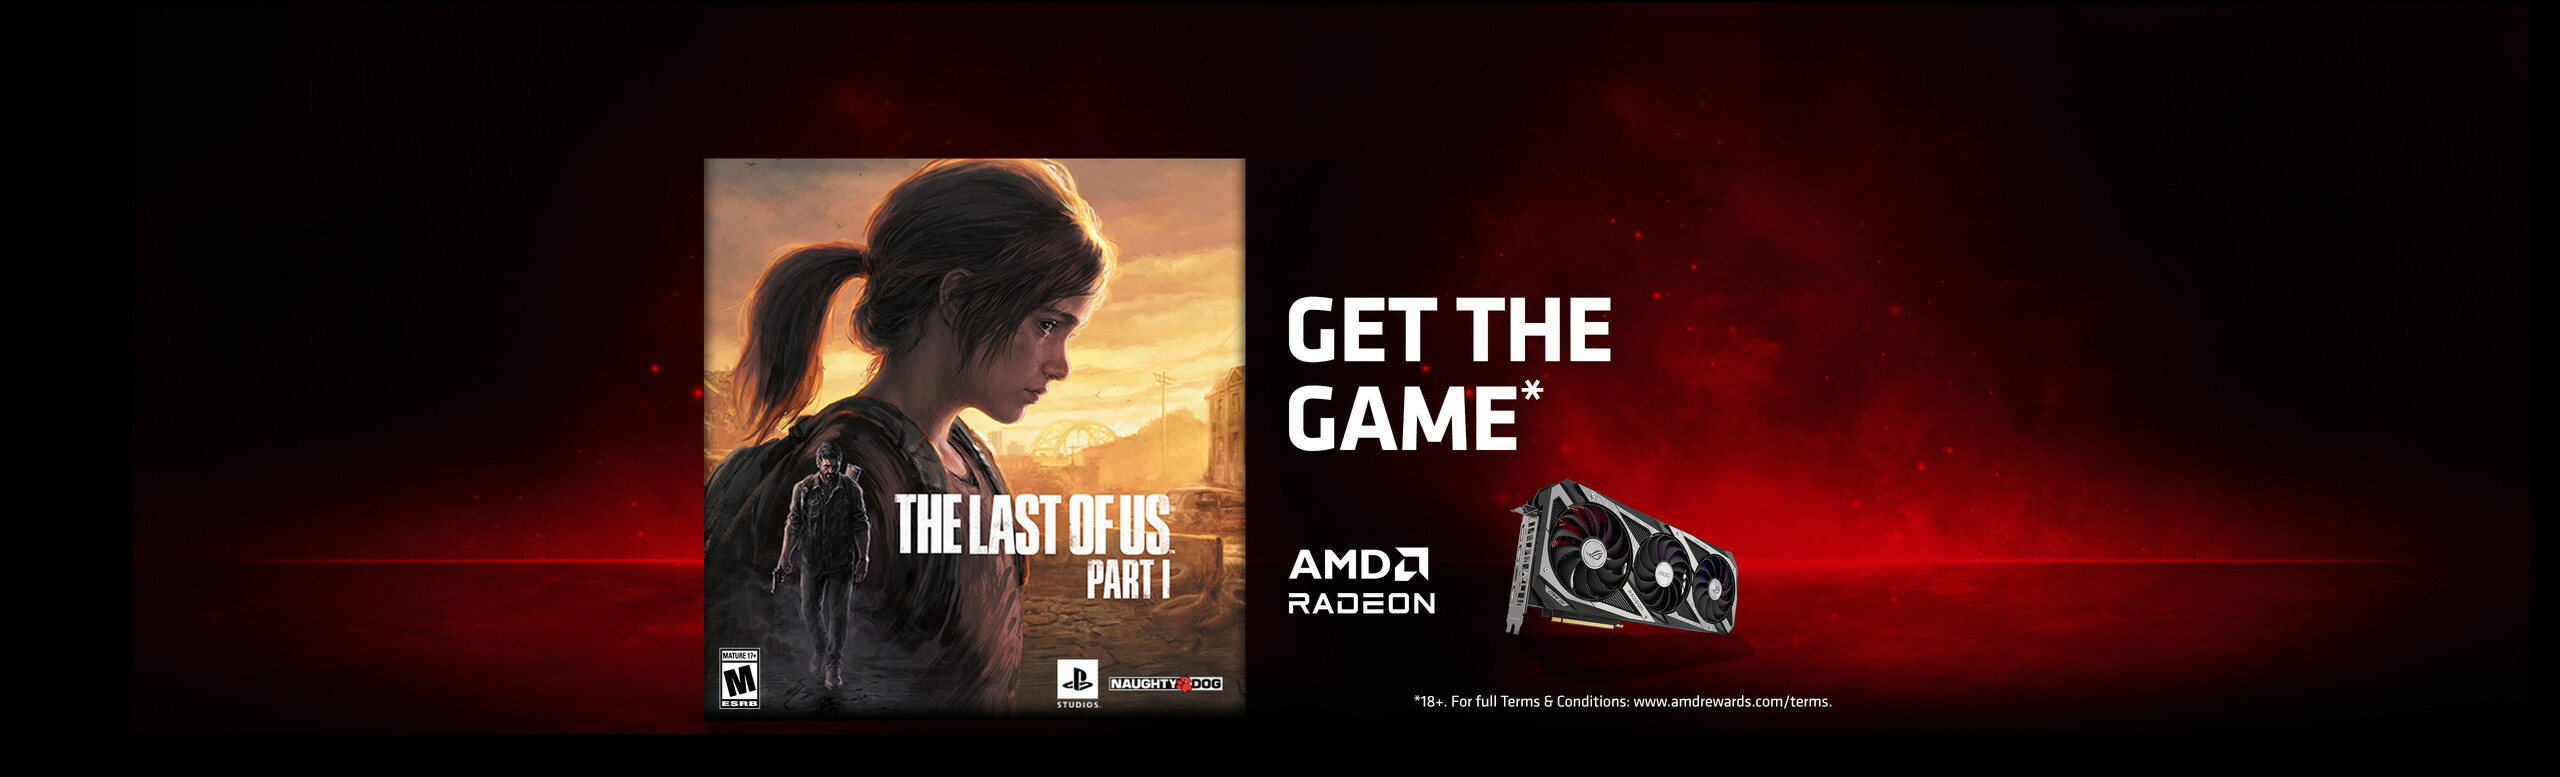 THE LAST OF US
PART I
MATURE 17+
M
ESRB
STUDIOS.
NAUGHTY DOG
GET THE
GAME*
AMD
RADEON
*18+. For full Terms & Conditions: www.amdrewards.com/terms.